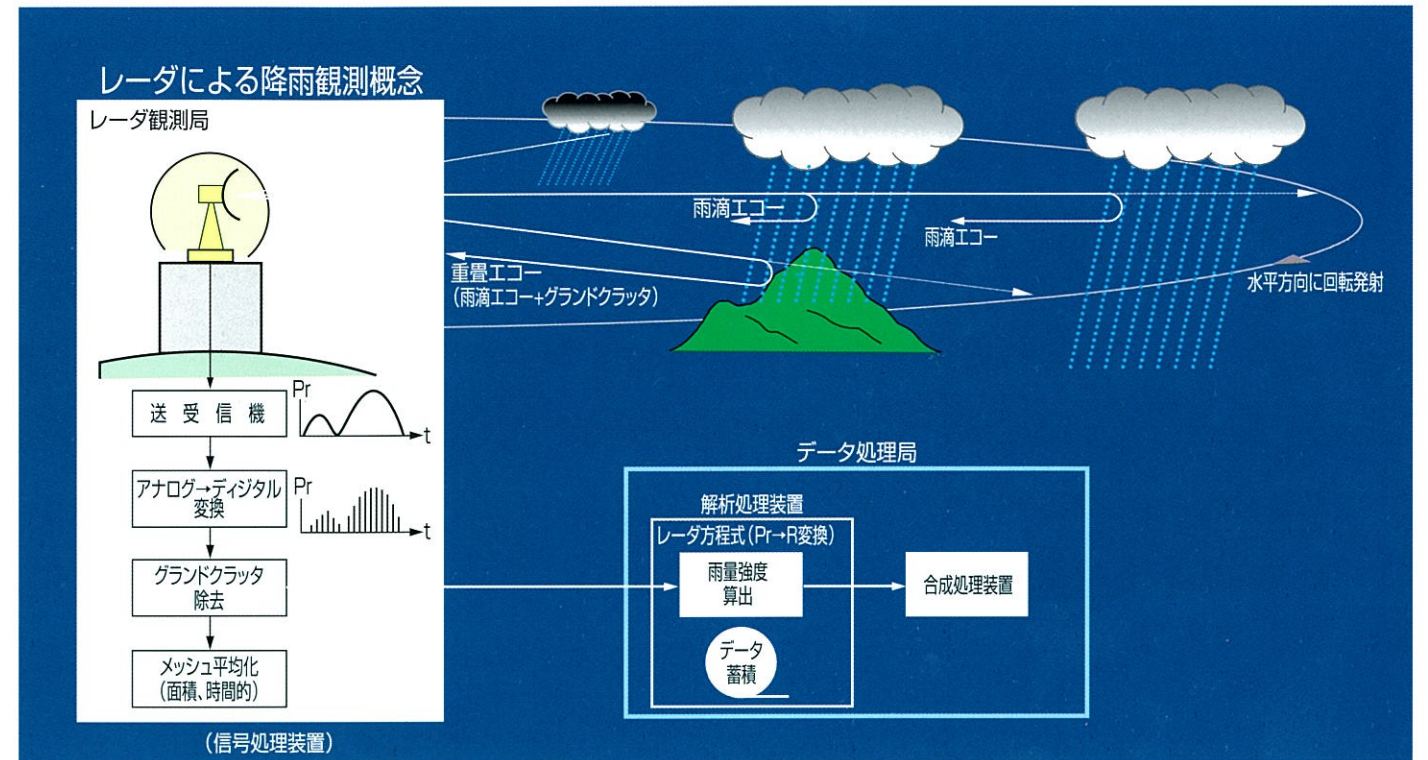 レーダによる降雨観測概念
レーダ観測局
雨滴エコー
雨滴エコー
重畳エコー
(雨滴エコー+グランドクラッタ)
水平方向に回転発射
送受信機
Pr
t
アナログ→ディジタル
変換
Pr
t
グランドクラッタ
除去
メッシュ平均化
(面積、時間的)
(信号処理装置)
データ処理局
解析処理装置
レーダ方程式(Pr→R変換)
雨量強度
算出
合成処理装置
データ
蓄積